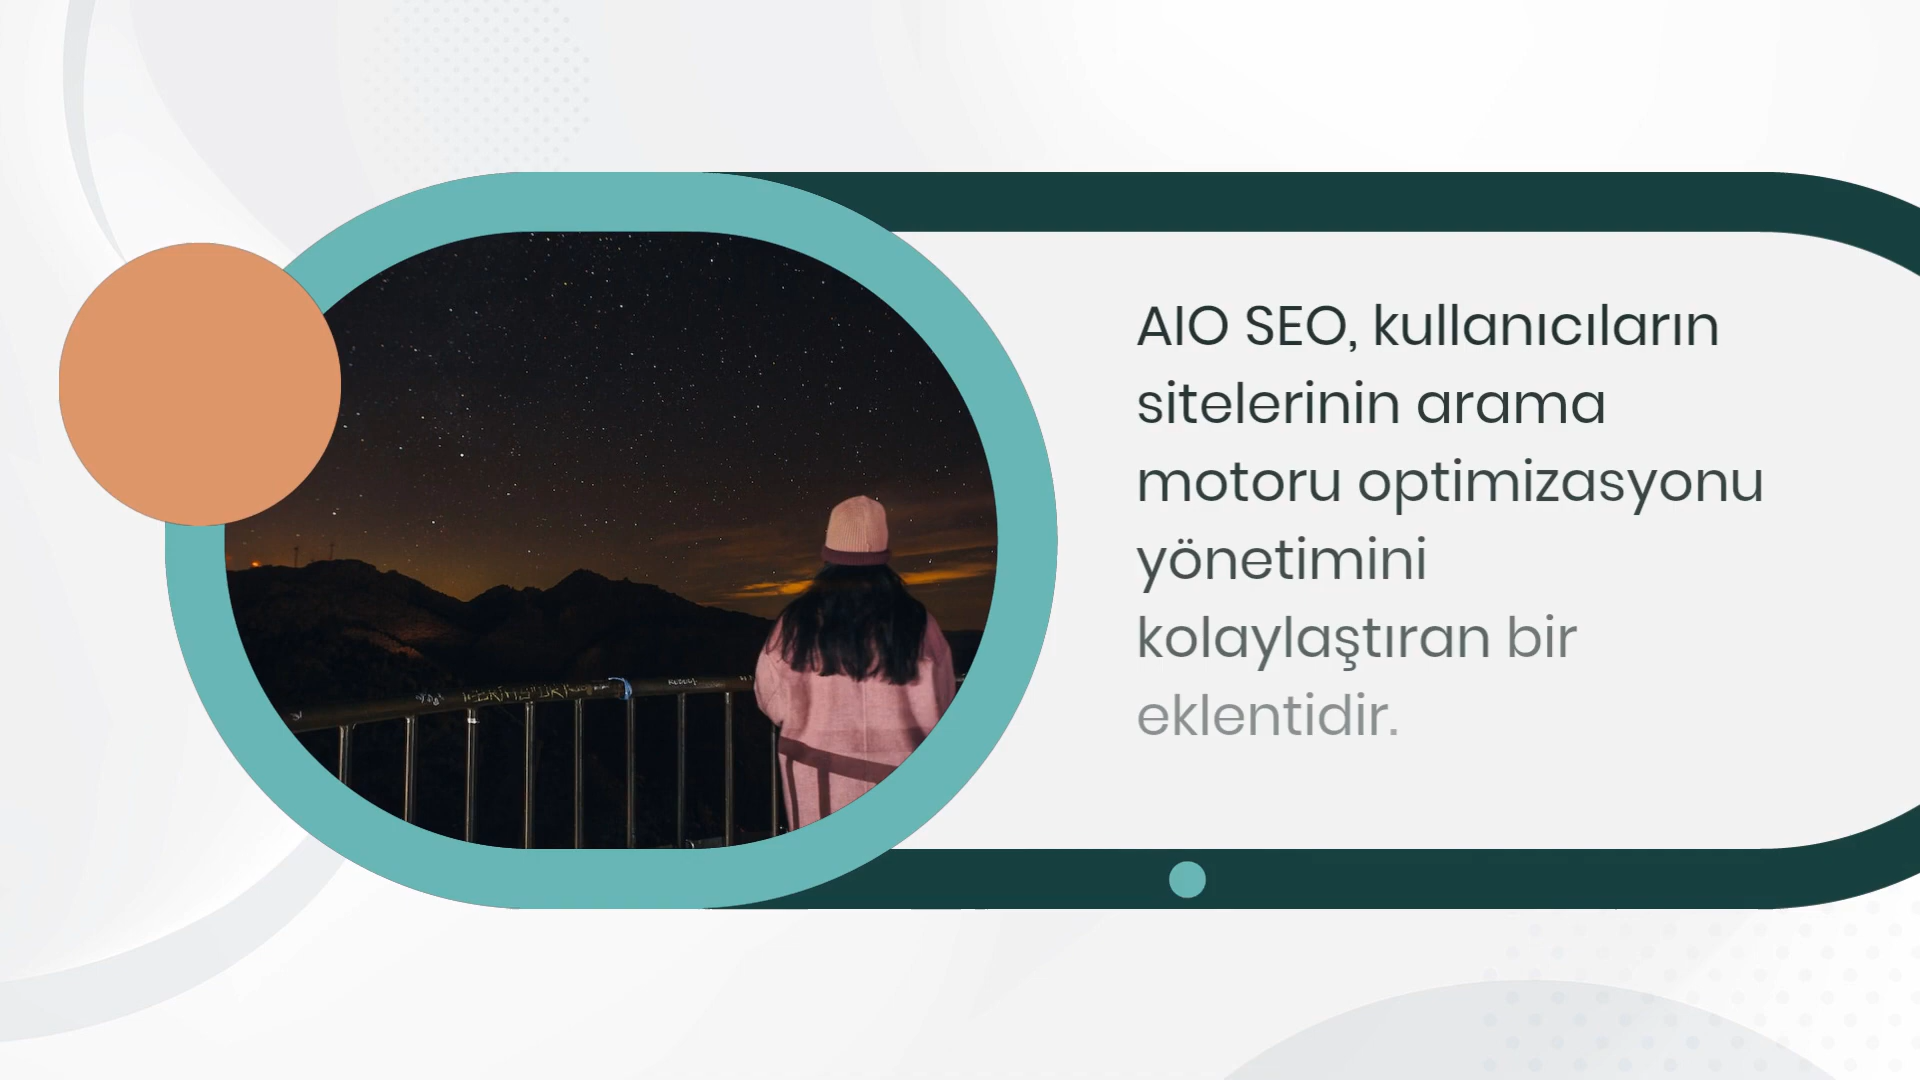 AIO SEO, kullanıcıların
sitelerinin arama
motoru optimizasyonu
yönetimini
kolaylaştıran bir
eklentidir.